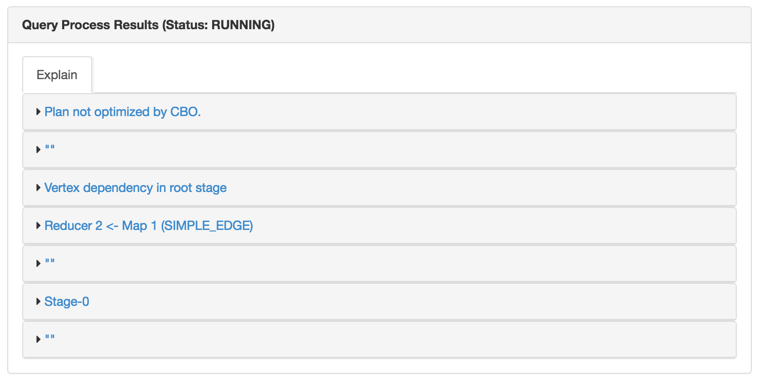 Query Process Results (Status: RUNNING)
Explain
Plan not optimized by CBO.
""
Vertex dependency in root stage
Reducer 2 <- Map 1 (SIMPLE_EDGE)
""
Stage-0
""